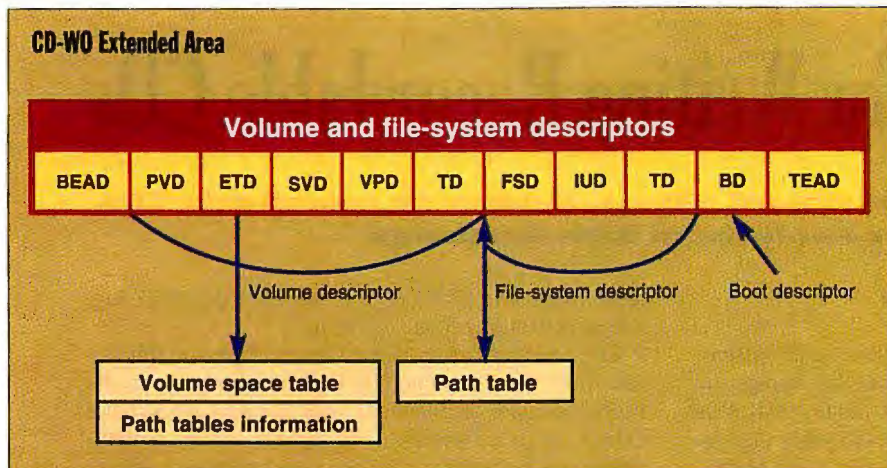 CD-WO Extended Area
Volume and file-system descriptors
BEAD PVD ETD SVD VPD TD FSD IUD TD BD TEAD
Volume descriptor File-system descriptor Boot descriptor
Volume space table Path table
Path tables information